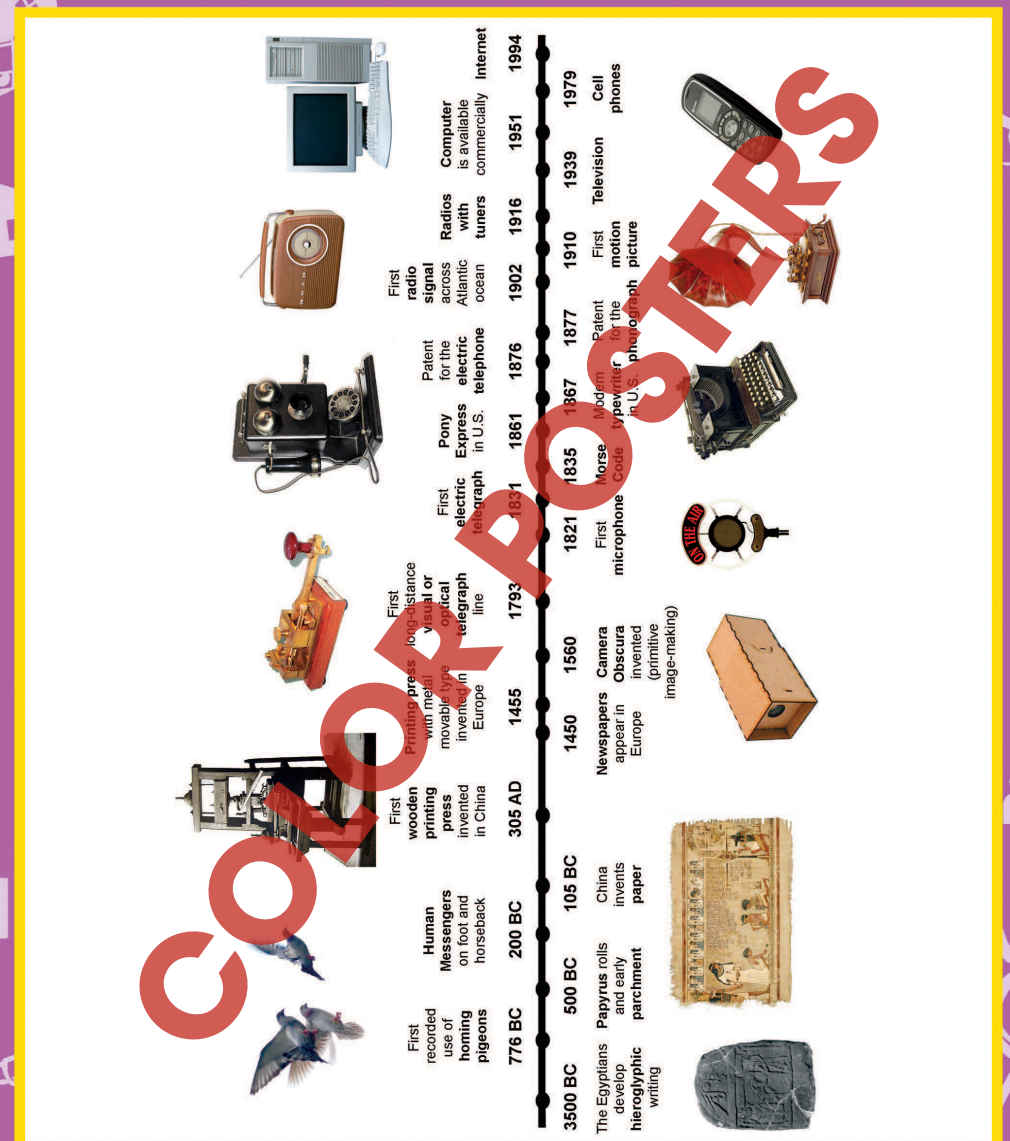 3500 BC
The Egyptians
develop
hieroglyphic
writing
776 BC
First
recorded
use of
homing
pigeons
500 BC
Papyrus rolls
and early
parchment
200 BC
Human
Messengers
on foot and
horseback
105 BC
China
invents
paper
305 AD
First
wooden
printing
press
invented
in China
1450
Newspapers
appear in
Europe
1455
Printing press
with metal
movable type
invented in
Europe
1560
Camera
Obscura
invented
(primitive
image-making)
1793
First
long-distance
visual or
optical
telegraph
line
1821
First
microphone
ON THE AIR
1831
First
electric
telegraph
1835
Morse
Code
1861
Pony
Express
in U.S.
1867
Modern
typewriter
in U.S.
1876
Patent
for the
electric
telephone
1877
Patent
for the
phonograph
1902
First
radio
signal
across
Atlantic
ocean
1910
First
motion
picture
1916
Radios
with
tuners
1939
Television
1951
Computer
is available
commercially
1979
Cell
phones
1994
Internet
COLOR POSTERS